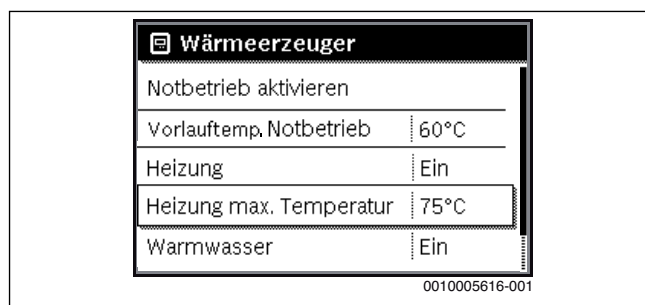 Wärmeerzeuger
Notbetrieb aktivieren
Vorlauftemp. Notbetrieb 60°C
Heizung Ein
Heizung max. Temperatur 75°C
Warmwasser Ein
0010005616-001